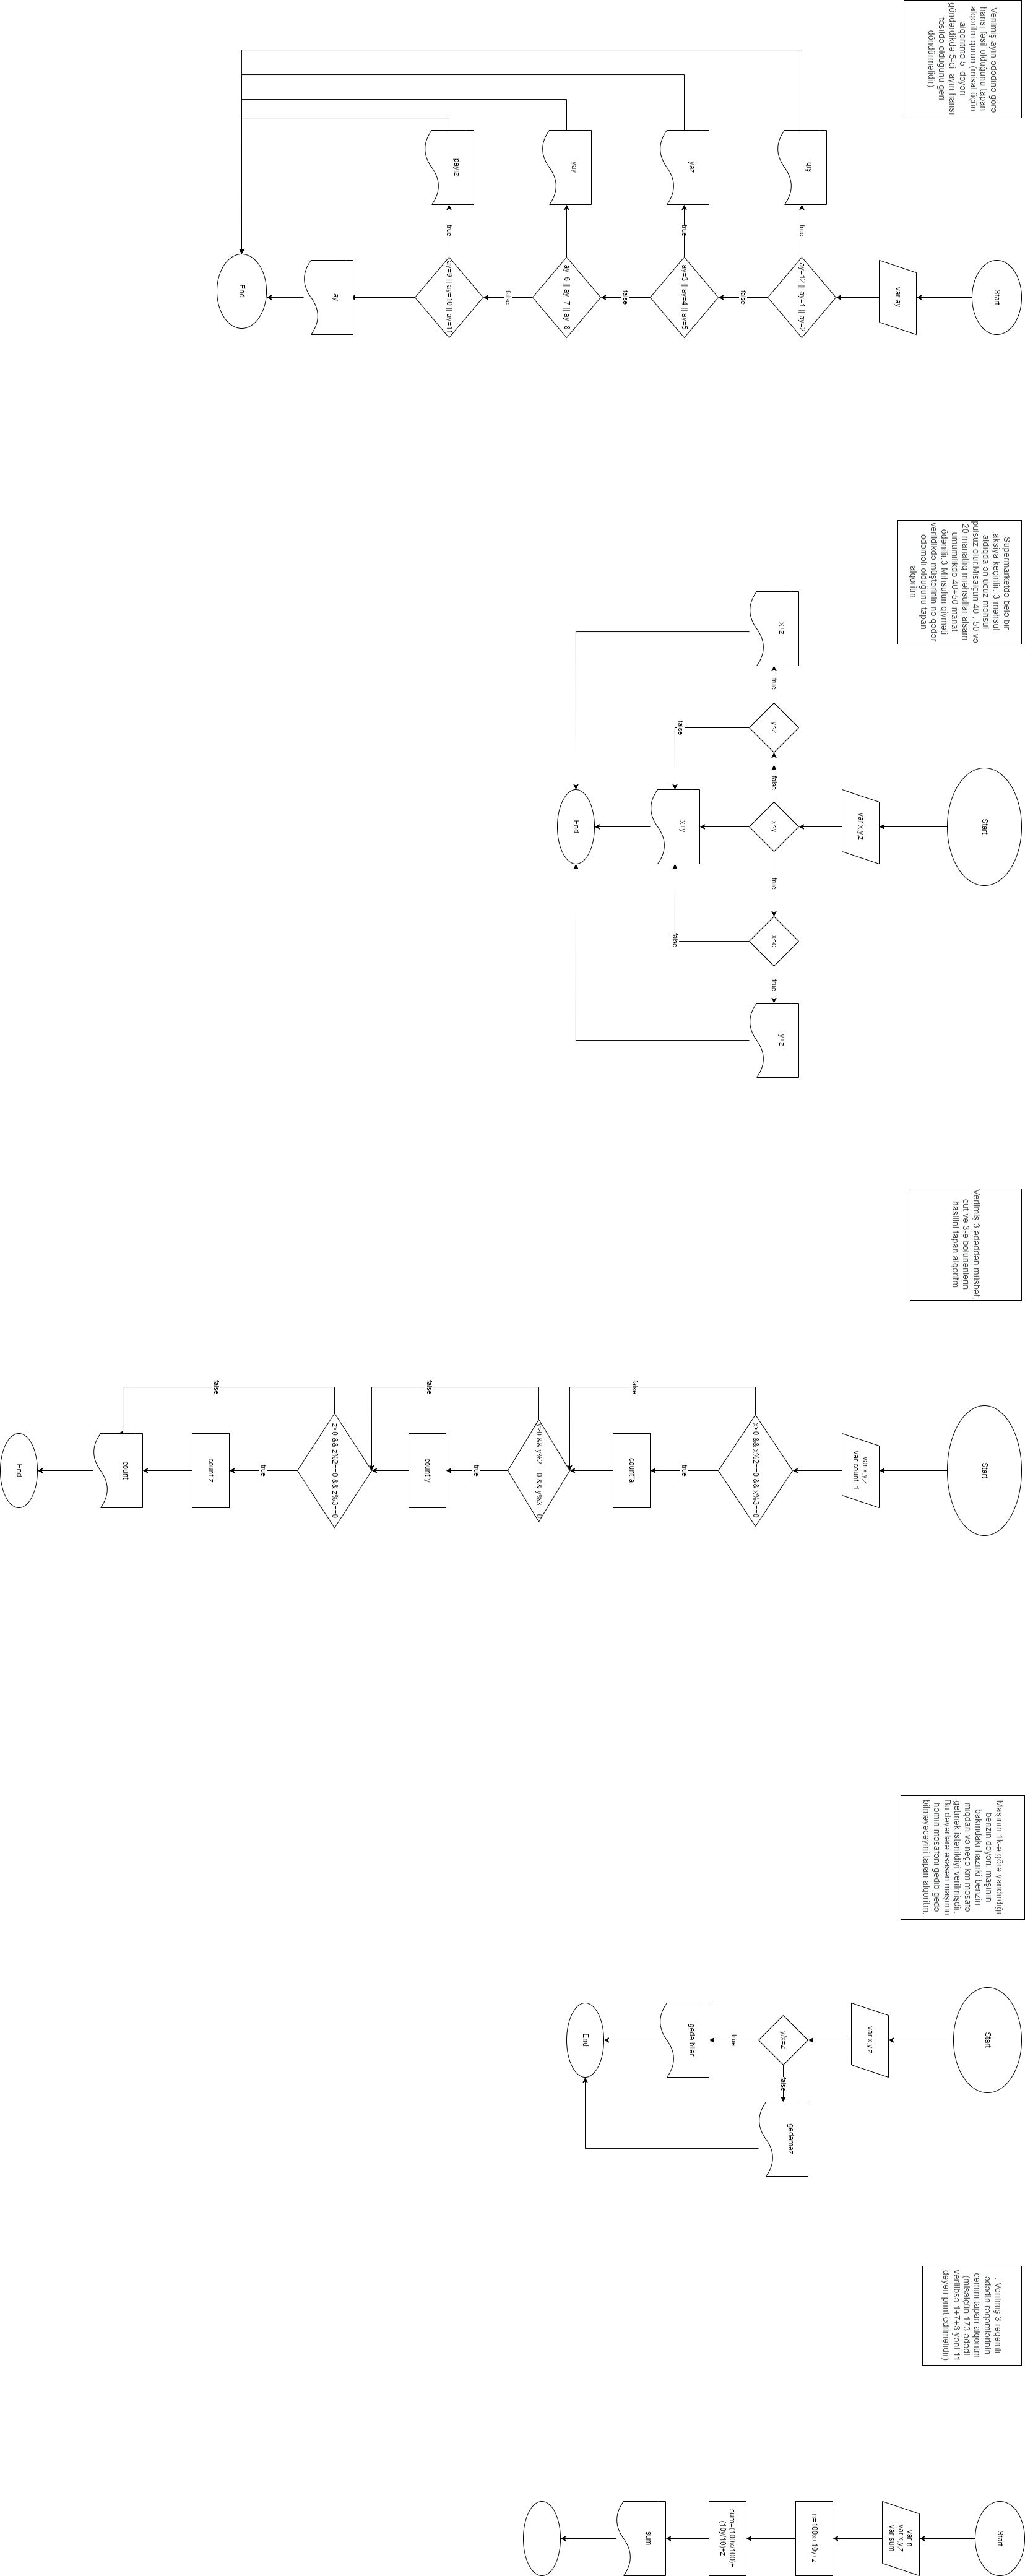 Verilmiş ayın ədədinə görə
hansı fəsil olduğunu tapan
alqoritm qurun (misal üçün
alqoritmə 5 dəyəri
göndərdikdə 5-ci ayın hansı
fəsildə olduğunu geri
döndürməlidir)
Start
var ay
ay=12 || ay=1 || ay=2
true
qış
false
ay=3 || ay=4 || ay=5
true
yaz
false
ay=6 || ay=7 || ay=8
yay
false
ay=9 || ay=10 || ay=11
true
payız
ay
End
Supermarketdə belə bir
aksiya keçirilir: 3 məhsul
aldıqda ən ucuz məhsul
pulsuz olur.Misalçün 40 , 50 və
20 manatlıq miəhsullar alsam
ümumilikdə 40+50 manat
ödənilir.3 Mıhsulun qiyməti
verildikdə müştərinin nə qədər
ödəməli olduğunu tapan
alqoritm
Start
var x,y,z
x<y
false
y<z
true
x+z
false
true
x<c
true
y=z
false
x+y
End
Verilmiş 3 ədəddən müsbət,
cüt və 3-ə bölünənlərin
hasilini tapan alqoritm
Start
var x,y,z
var count=1
x>0 && x%2==0 && x%3==0
false
true
count*a
y>0 && y%2==0 && y%3==0
false
true
count*y
z>0 && z%2==0 && z%3==0
false
true
count*z
count
End
Maşının 1k-ə görə yandırdığı
benzin dəyəri, maşının
bakındakı hazırki benzin
miqdarı və neçə km məsafə
getmək istənildiyi verilmişdir.
Bu dəyərlərə əsasən maşının
həmin məsafəni gedib gedə
bilməyəcəyini tapan alqoritm.
Start
var x,y,z
y/x=z
true
gedə bilər
false
gedəməz
End
. Verilmiş 3 rəqəmli
ədədin rəqəmlərinin
cəmini tapan alqoritm
(misalçün 173 ədədi
verilibsə 1+7+3 yəni 11
dəyəri print edilməlidir)
Start
var n
var x,y,z
var sum
n=100x+10y+z
sum=(100x/100)+
(10y/10)+z
sum